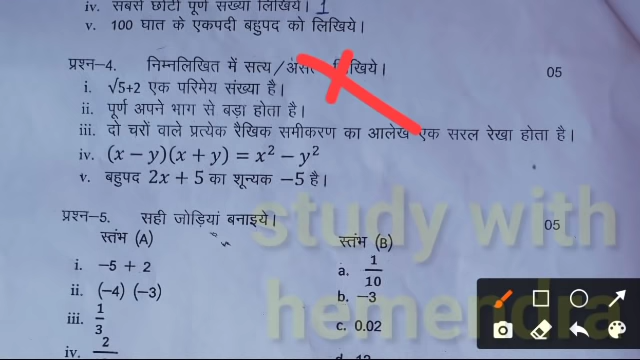 iv. सबसे छोटी पूर्ण संख्या लिखिये। 1
v. 100 घात के एकपदी बहुपद को लिखिये।
प्रश्न-4. निम्नलिखित में सत्य / लिखिये। 05
i. √5+2 एक परिमेय संख्या है।
ii. पूर्ण अपने भाग से बड़ा होता है।
iii. दो चरों वाले प्रत्येक रैखिक समीकरण का आलेख एक सरल रेखा होता है।
iv. (x − y)(x + y) = x² − y²
v. बहुपद 2x + 5 का शून्यक −5 है।
study with hemendra
प्रश्न-5. सही जोड़ियां बनाइयें। 05
स्तंभ (A) स्तंभ (B)
i. −5 + 2 a. 1/10
ii. (−4) (−3) b. −3
iii. 1/3 c. 0.02
iv. 2